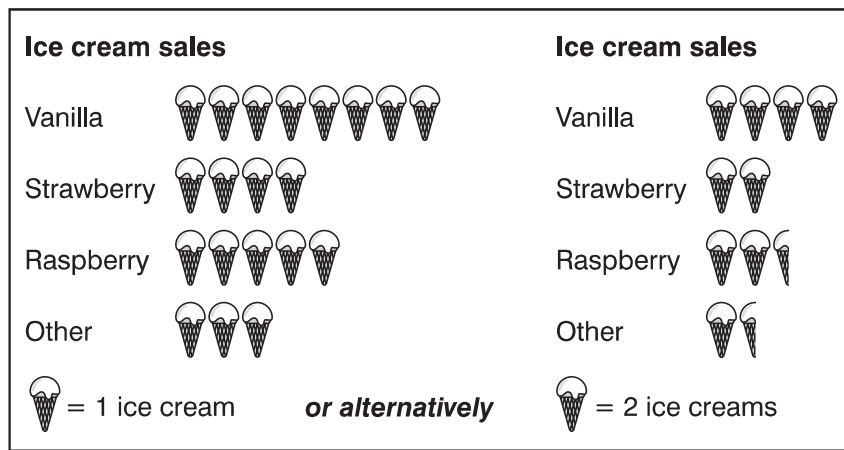 Ice cream sales
Vanilla
Strawberry
Raspberry
Other
= 1 ice cream
or alternatively
Ice cream sales
Vanilla
Strawberry
Raspberry
Other
= 2 ice creams